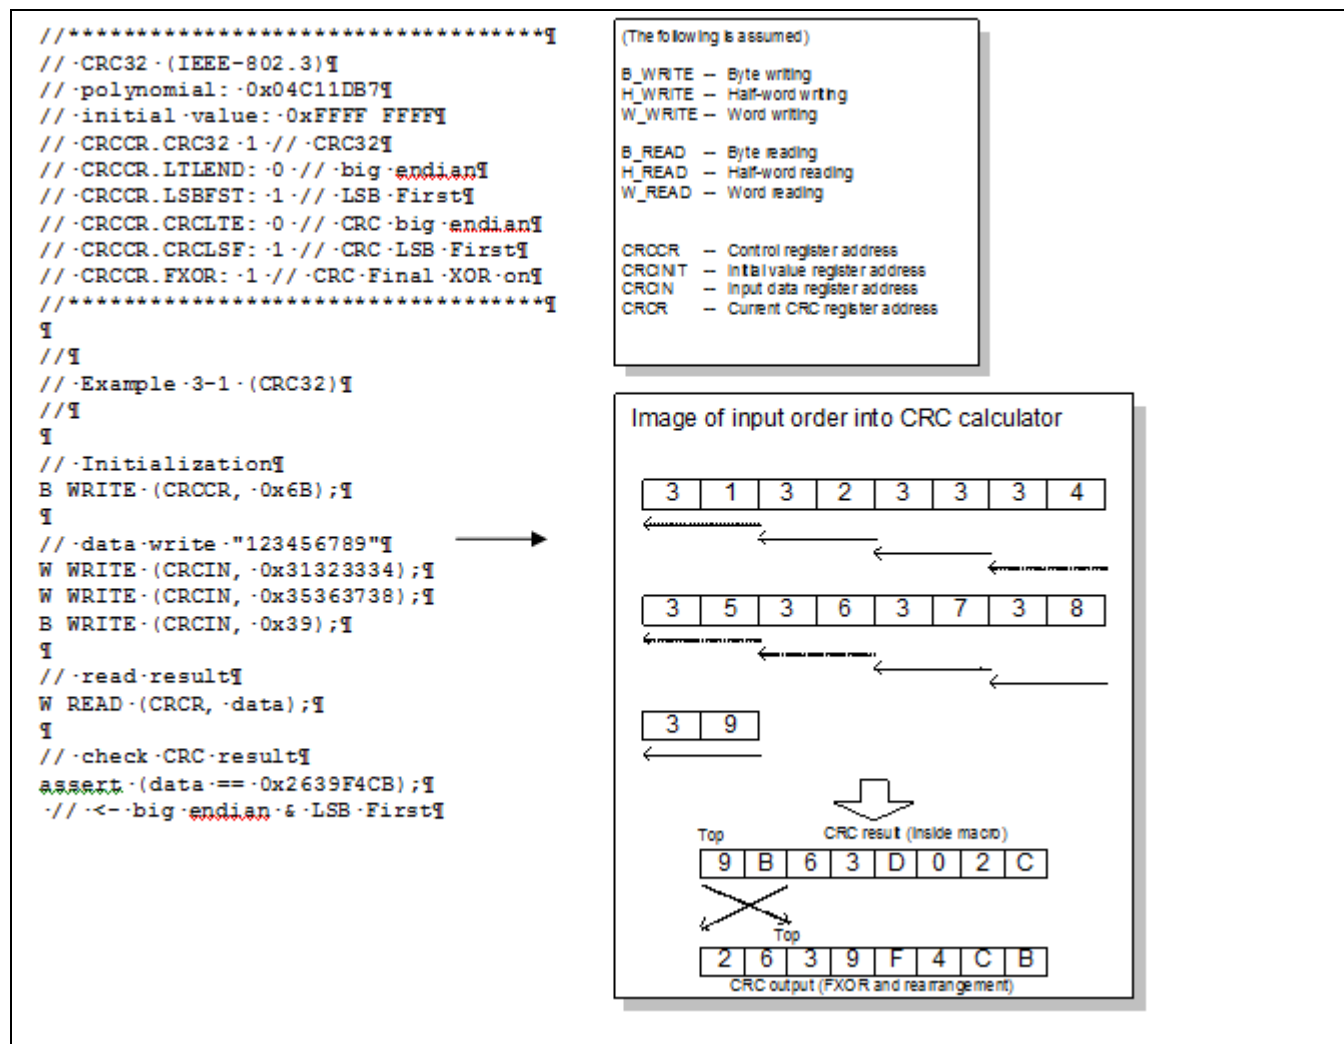 //***********************************¶
//·CRC32·(IEEE-802.3)¶
//·polynomial:·0x04C11DB7¶
//·initial·value:·0xFFFF FFFF¶
//·CRCCR.CRC32·1·//·CRC32¶
//·CRCCR.LTLEND:·0·//·big·endian¶
//·CRCCR.LSBFST:·1·//·LSB·First¶
//·CRCCR.CRCLTE:·0·//·CRC·big·endian¶
//·CRCCR.CRCLSF:·1·//·CRC·LSB·First¶
//·CRCCR.FXOR:·1·//·CRC·Final·XOR·on¶
//***********************************¶
¶
//¶
//·Example·3-1·(CRC32)¶
//¶
¶
//·Initialization¶
B WRITE·(CRCCR,·0x6B);¶
¶
//·data·write·"123456789"¶
W WRITE·(CRCIN,·0x31323334);¶
W WRITE·(CRCIN,·0x35363738);¶
B WRITE·(CRCIN,·0x39);¶
¶
//·read·result¶
W READ·(CRCR,·data);¶
¶
//·check·CRC·result¶
assert·(data·==·0x2639F4CB);¶
·//·<-·big·endian·&·LSB·First¶
(The following is assumed)
B_WRITE -- Byte writing
H_WRITE -- Half-word writing
W_WRITE -- Word writing
B_READ -- Byte reading
H_READ -- Half-word reading
W_READ -- Word reading
CRCCR -- Control register address
CRCINIT -- Initial value register address
CRCIN -- Input data register address
CRCR -- Current CRC register address
Image of input order into CRC calculator
3 1 3 2 3 3 3 4
3 5 3 6 3 7 3 8
3 9
Top CRC result (Inside macro)
9 B 6 3 D 0 2 C
Top
2 6 3 9 F 4 C B
CRC output (FXOR and rearrangement)